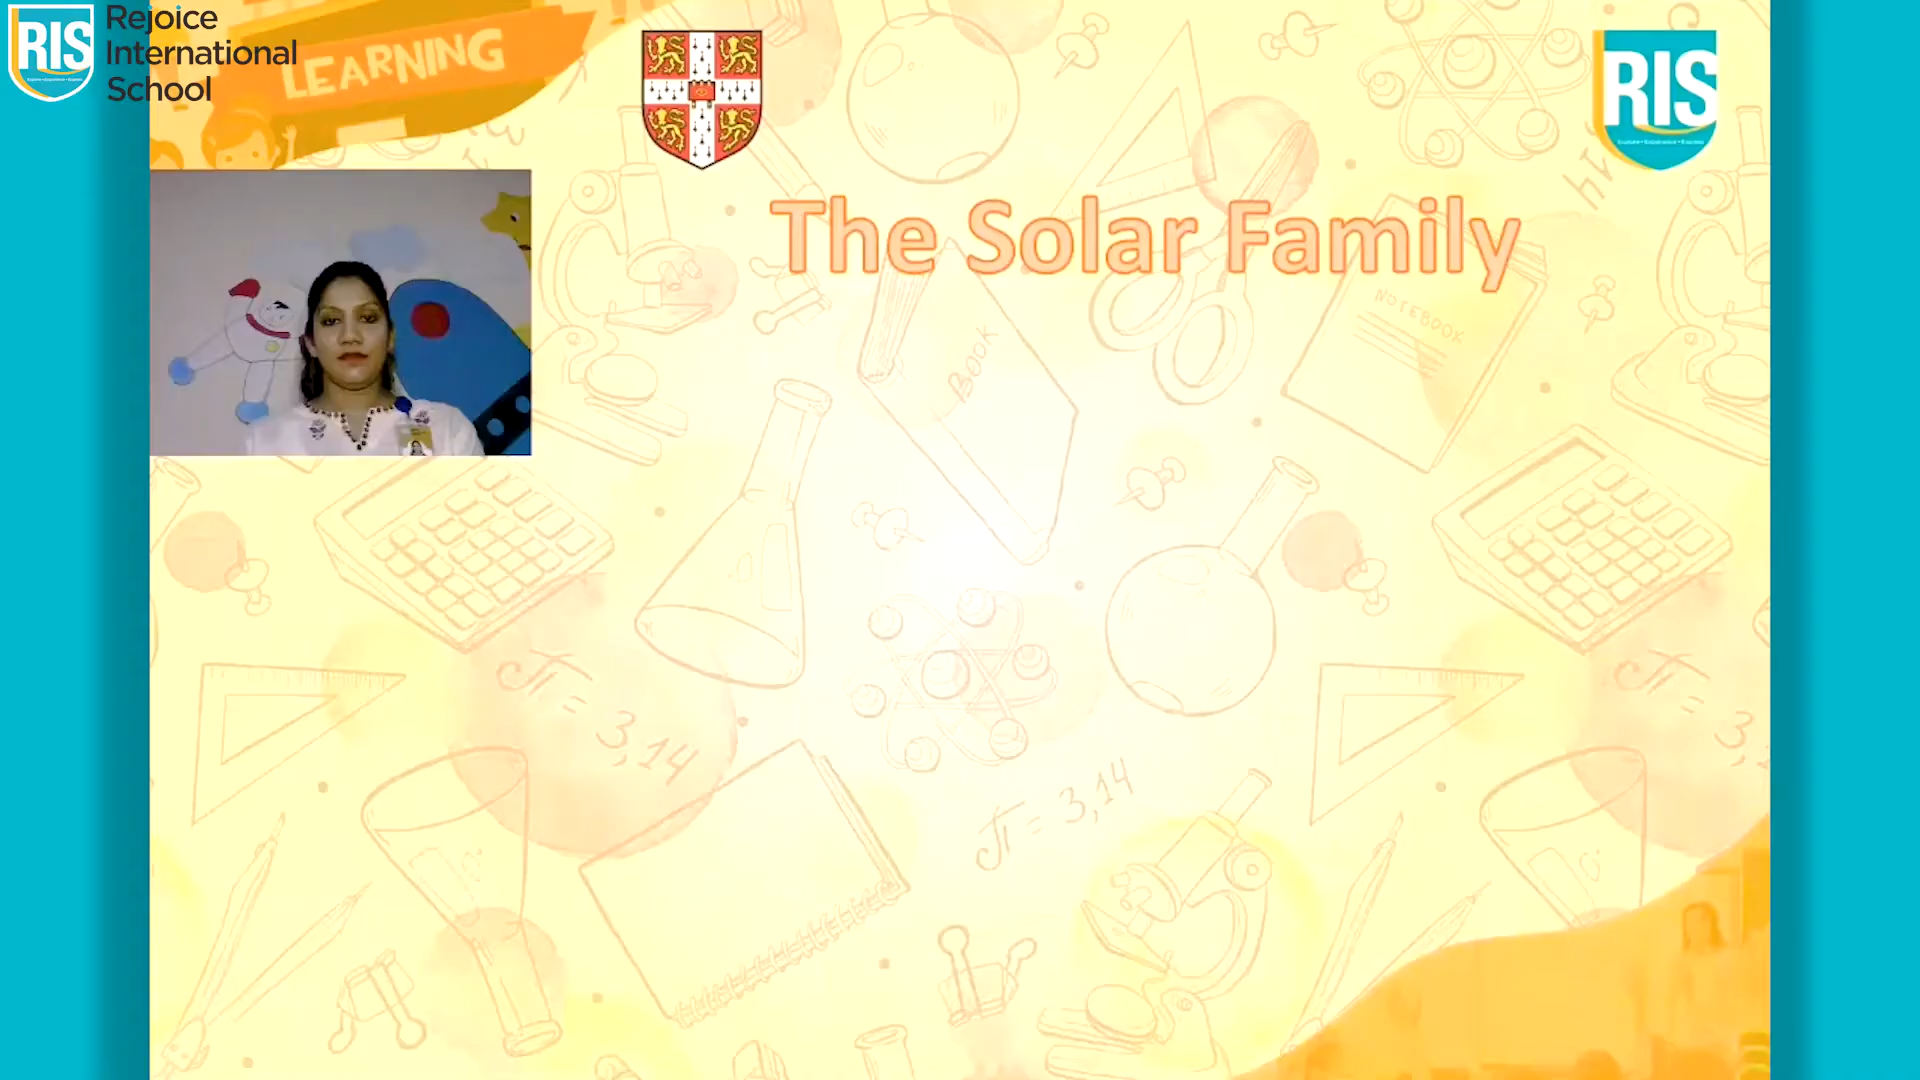 RIS
Rejoice
International
School
LEARNING
RIS
The Solar Family
BOOK
NOTEBOOK
π = 3,14
π = 3,14